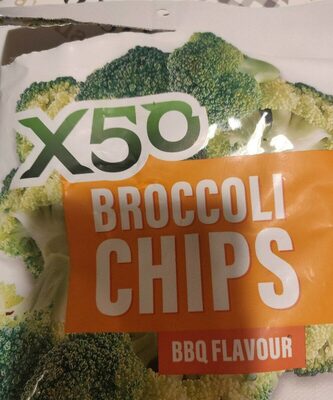 X50
BROCCOLI
CHIPS
BBQ FLAVOUR